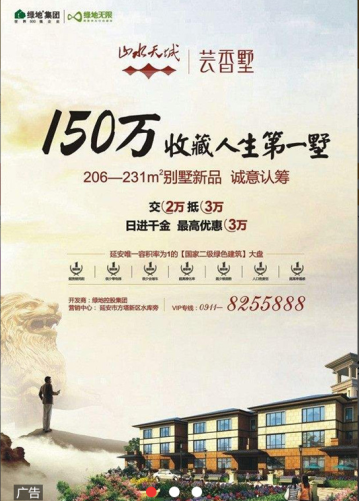 绿地集团
绿地无限
山水天城 芸香墅
150万 收藏人生第一墅
206—231m²别墅新品 诚意认筹
交2万 抵3万
日进千金 最高优惠3万
延安唯一容积率为1的【国家二级绿色建筑】大盘
开发商：绿地控股集团
营销中心：延安市方塔新区水库旁
VIP专线：0911—8255888
广告